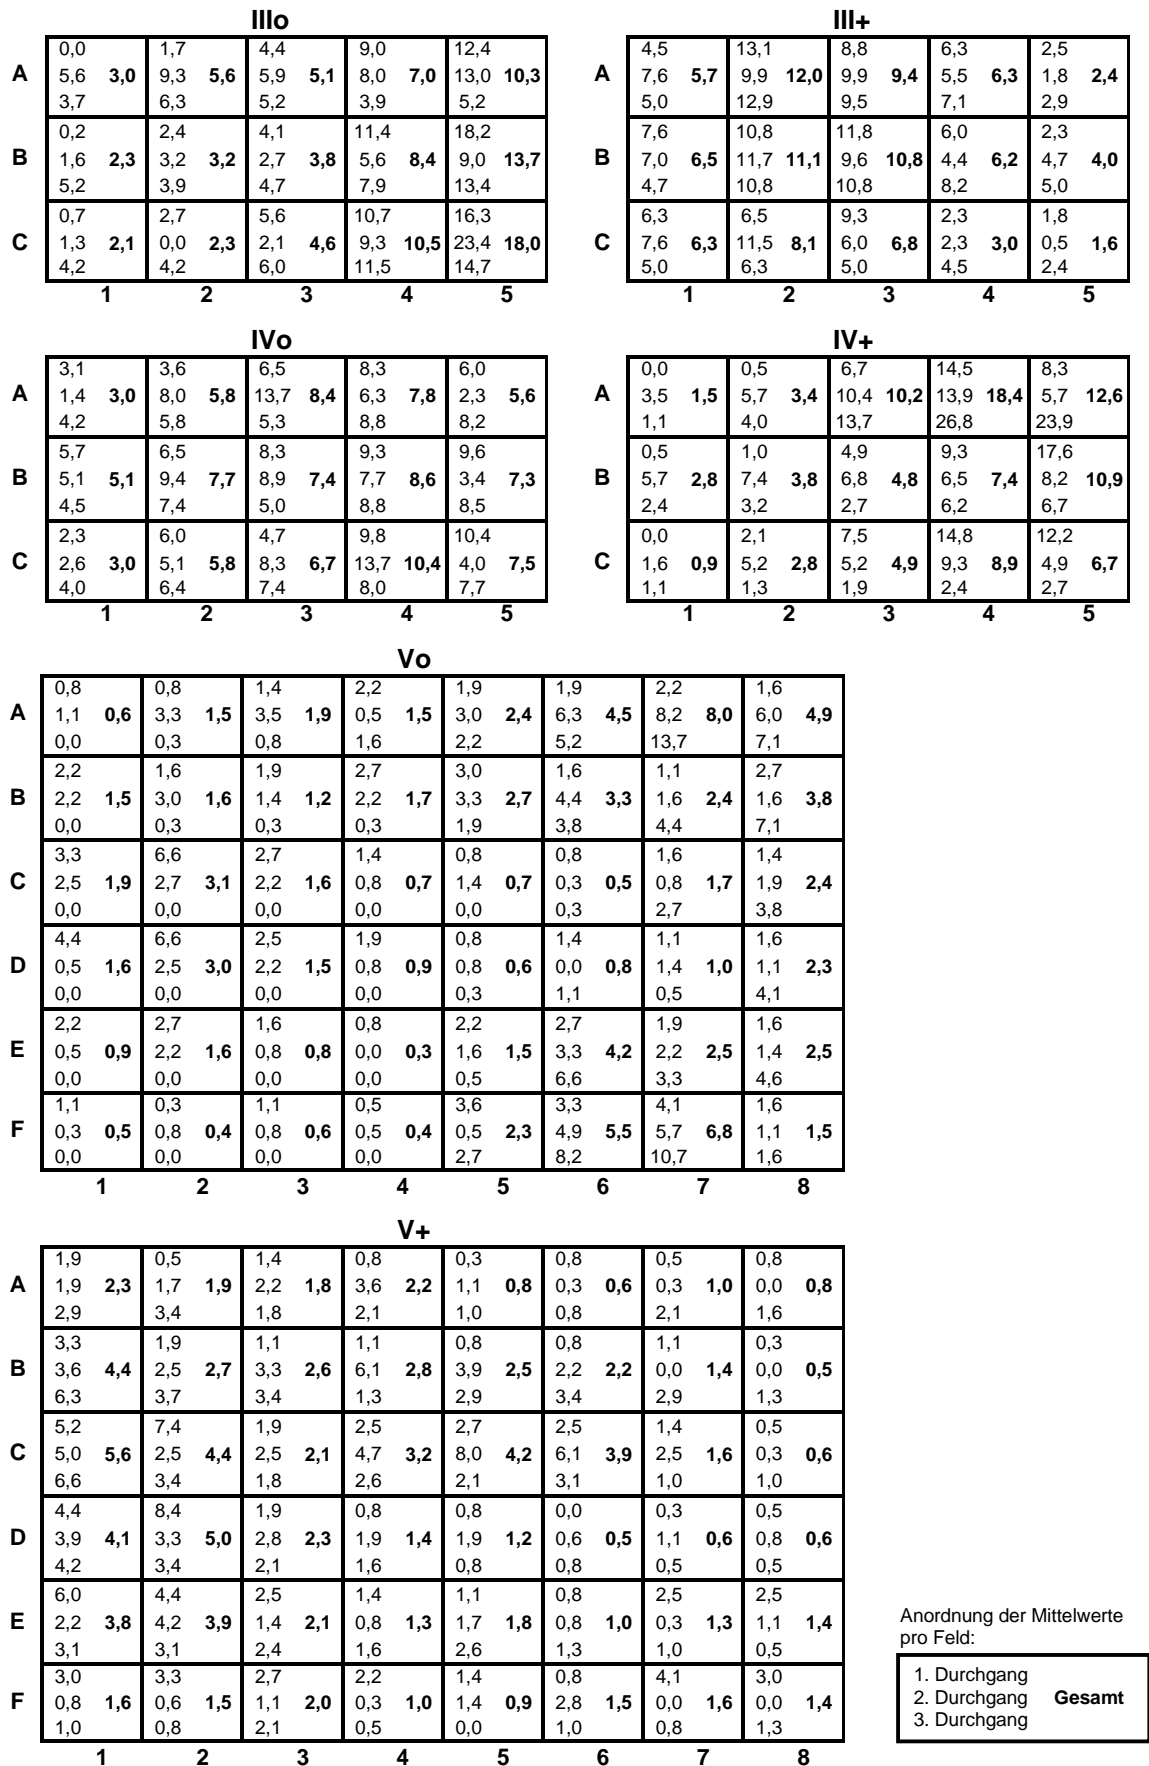 IIIo
0,0 1,7 4,4 9,0 12,4
A 5,6 3,0 9,3 5,6 5,9 5,1 8,0 7,0 13,0 10,3
3,7 6,3 5,2 3,9 5,2
0,2 2,4 4,1 11,4 18,2
B 1,6 2,3 3,2 3,2 2,7 3,8 5,6 8,4 9,0 13,7
5,2 3,9 4,7 7,9 13,4
0,7 2,7 5,6 10,7 16,3
C 1,3 2,1 0,0 2,3 2,1 4,6 9,3 10,5 23,4 18,0
4,2 4,2 6,0 11,5 14,7
1 2 3 4 5
III+
4,5 13,1 8,8 6,3 2,5
A 7,6 5,7 9,9 12,0 9,9 9,4 5,5 6,3 1,8 2,4
5,0 12,9 9,5 7,1 2,9
7,6 10,8 11,8 6,0 2,3
B 7,0 6,5 11,7 11,1 9,6 10,8 4,4 6,2 4,7 4,0
4,7 10,8 10,8 8,2 5,0
6,3 6,5 9,3 2,3 1,8
C 7,6 6,3 11,5 8,1 6,0 6,8 2,3 3,0 0,5 1,6
5,0 6,3 5,0 4,5 2,4
1 2 3 4 5
IVo
3,1 3,6 6,5 8,3 6,0
A 1,4 3,0 8,0 5,8 13,7 8,4 6,3 7,8 2,3 5,6
4,2 5,8 5,3 8,8 8,2
5,7 6,5 8,3 9,3 9,6
B 5,1 5,1 9,4 7,7 8,9 7,4 7,7 8,6 3,4 7,3
4,5 7,4 5,0 8,8 8,5
2,3 6,0 4,7 9,8 10,4
C 2,6 3,0 5,1 5,8 8,3 6,7 13,7 10,4 4,0 7,5
4,0 6,4 7,4 8,0 7,7
1 2 3 4 5
IV+
0,0 0,5 6,7 14,5 8,3
A 3,5 1,5 5,7 3,4 10,4 10,2 13,9 18,4 5,7 12,6
1,1 4,0 13,7 26,8 23,9
0,5 1,0 4,9 9,3 17,6
B 5,7 2,8 7,4 3,8 6,8 4,8 6,5 7,4 8,2 10,9
2,4 3,2 2,7 6,2 6,7
0,0 2,1 7,5 14,8 12,2
C 1,6 0,9 5,2 2,8 5,2 4,9 9,3 8,9 4,9 6,7
1,1 1,3 1,9 2,4 2,7
1 2 3 4 5
Vo
0,8 0,8 1,4 2,2 1,9 1,9 2,2 1,6
A 1,1 0,6 3,3 1,5 3,5 1,9 0,5 1,5 3,0 2,4 6,3 4,5 8,2 8,0 6,0 4,9
0,0 0,3 0,8 1,6 2,2 5,2 13,7 7,1
2,2 1,6 1,9 2,7 3,0 1,6 1,1 2,7
B 2,2 1,5 3,0 1,6 1,4 1,2 2,2 1,7 3,3 2,7 4,4 3,3 1,6 2,4 1,6 3,8
0,0 0,3 0,3 0,3 1,9 3,8 4,4 7,1
3,3 6,6 2,7 1,4 0,8 0,8 1,6 1,4
C 2,5 1,9 2,7 3,1 2,2 1,6 0,8 0,7 1,4 0,7 0,3 0,5 0,8 1,7 1,9 2,4
0,0 0,0 0,0 0,0 0,0 0,3 2,7 3,8
4,4 6,6 2,5 1,9 0,8 1,4 1,1 1,6
D 0,5 1,6 2,5 3,0 2,2 1,5 0,8 0,9 0,8 0,6 0,0 0,8 1,4 1,0 1,1 2,3
0,0 0,0 0,0 0,0 0,3 1,1 0,5 4,1
2,2 2,7 1,6 0,8 2,2 2,7 1,9 1,6
E 0,5 0,9 2,2 1,6 0,8 0,8 0,0 0,3 1,6 1,5 3,3 4,2 2,2 2,5 1,4 2,5
0,0 0,0 0,0 0,0 0,5 6,6 3,3 4,6
1,1 0,3 1,1 0,5 3,6 3,3 4,1 1,6
F 0,3 0,5 0,8 0,4 0,8 0,6 0,5 0,4 0,5 2,3 4,9 5,5 5,7 6,8 1,1 1,5
0,0 0,0 0,0 0,0 2,7 8,2 10,7 1,6
1 2 3 4 5 6 7 8
V+
1,9 0,5 1,4 0,8 0,3 0,8 0,5 0,8
A 1,9 2,3 1,7 1,9 2,2 1,8 3,6 2,2 1,1 0,8 0,3 0,6 0,3 1,0 0,0 0,8
2,9 3,4 1,8 2,1 1,0 0,8 2,1 1,6
3,3 1,9 1,1 1,1 0,8 0,8 1,1 0,3
B 3,6 4,4 2,5 2,7 3,3 2,6 6,1 2,8 3,9 2,5 2,2 2,2 0,0 1,4 0,0 0,5
6,3 3,7 3,4 1,3 2,9 3,4 2,9 1,3
5,2 7,4 1,9 2,5 2,7 2,5 1,4 0,5
C 5,0 5,6 2,5 4,4 2,5 2,1 4,7 3,2 8,0 4,2 6,1 3,9 2,5 1,6 0,3 0,6
6,6 3,4 1,8 2,6 2,1 3,1 1,0 1,0
4,4 8,4 1,9 0,8 0,8 0,0 0,3 0,5
D 3,9 4,1 3,3 5,0 2,8 2,3 1,9 1,4 1,9 1,2 0,6 0,5 1,1 0,6 0,8 0,6
4,2 3,4 2,1 1,6 0,8 0,8 0,5 0,5
6,0 4,4 2,5 1,4 1,1 0,8 2,5 2,5
E 2,2 3,8 4,2 3,9 1,4 2,1 0,8 1,3 1,7 1,8 0,8 1,0 0,3 1,3 1,1 1,4
3,1 3,1 2,4 1,6 2,6 1,3 1,0 0,5
3,0 3,3 2,7 2,2 1,4 0,8 4,1 3,0
F 0,8 1,6 0,6 1,5 1,1 2,0 0,3 1,0 1,4 0,9 2,8 1,5 0,0 1,6 0,0 1,4
1,0 0,8 2,1 0,5 0,0 1,0 0,8 1,3
1 2 3 4 5 6 7 8
Anordnung der Mittelwerte
pro Feld:
1. Durchgang
2. Durchgang Gesamt
3. Durchgang